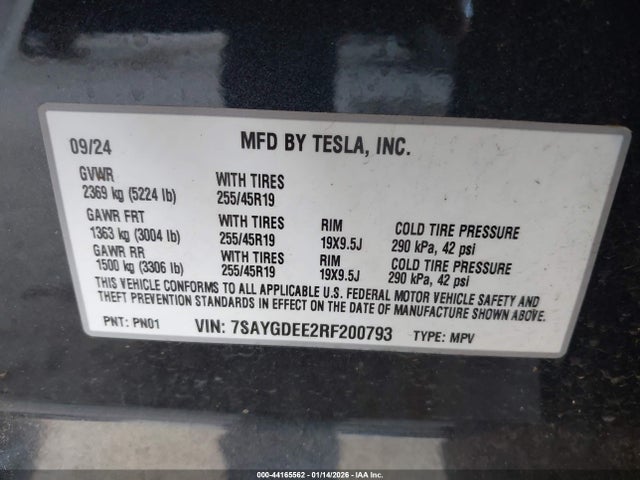 09/24 MFD BY TESLA, INC.
GVWR
2369 kg (5224 lb) WITH TIRES 255/45R19
GAWR FRT
1363 kg (3004 lb) WITH TIRES 255/45R19 RIM 19X9.5J COLD TIRE PRESSURE 290 kPa, 42 psi
GAWR RR
1500 kg (3306 lb) WITH TIRES 255/45R19 RIM 19X9.5J COLD TIRE PRESSURE 290 kPa, 42 psi
THIS VEHICLE CONFORMS TO ALL APPLICABLE U.S. FEDERAL MOTOR VEHICLE SAFETY AND
THEFT PREVENTION STANDARDS IN EFFECT ON THE DATE OF MANUFACTURE SHOWN ABOVE.
PNT: PN01 VIN: 7SAYGDEE2RF200793 TYPE: MPV
000-44165562 - 01/14/2026 - IAA Inc.